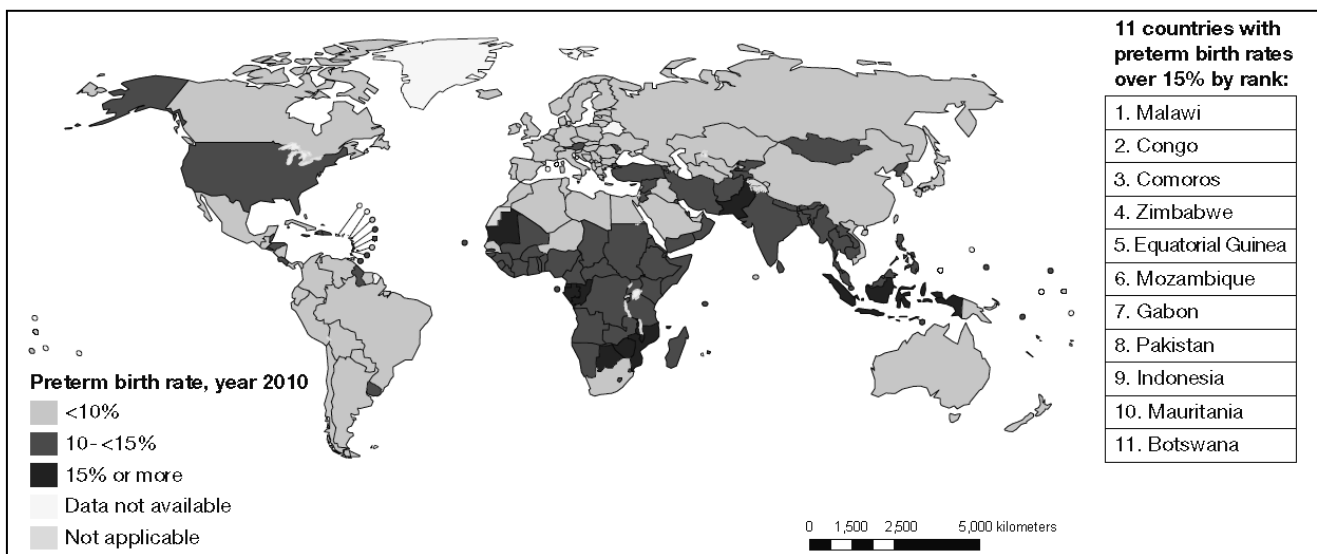 11 countries with
preterm birth rates
over 15% by rank:
1. Malawi
2. Congo
3. Comoros
4. Zimbabwe
5. Equatorial Guinea
6. Mozambique
7. Gabon
8. Pakistan
9. Indonesia
10. Mauritania
11. Botswana
Preterm birth rate, year 2010
<10%
10-<15%
15% or more
Data not available
Not applicable
0 1,500 2,500 5,000 kilometers